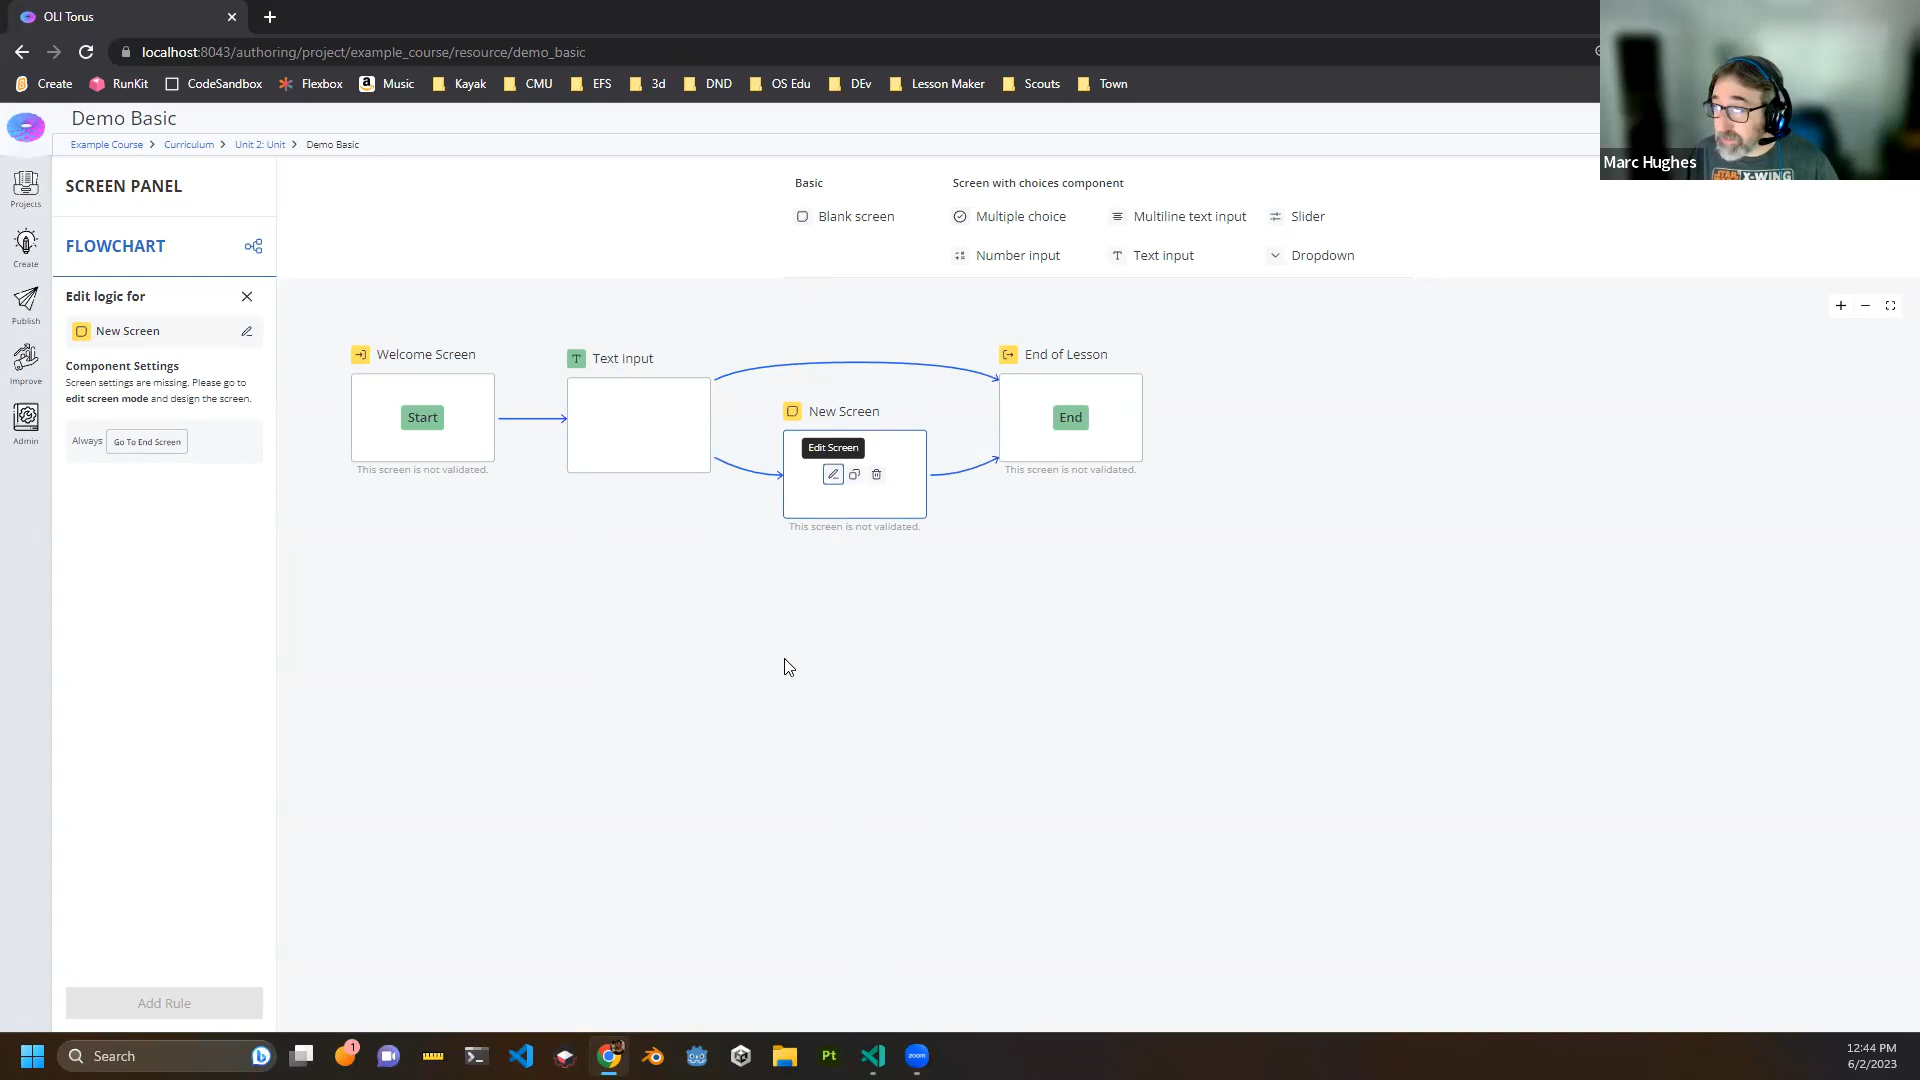 OLI Torus
localhost:8043/authoring/project/example_course/resource/demo_basic
Create RunKit CodeSandbox Flexbox Music Kayak CMU EFS 3d DND OS Edu DEv Lesson Maker Scouts Town
Marc Hughes
X-WING
Demo Basic
Example Course > Curriculum > Unit 2: Unit > Demo Basic
Projects
Create
Publish
Improve
Admin
SCREEN PANEL
FLOWCHART
Edit logic for
New Screen
Component Settings
Screen settings are missing. Please go to
edit screen mode and design the screen.
Always Go To End Screen
Add Rule
Basic
Blank screen
Screen with choices component
Multiple choice Multiline text input Slider
Number input Text input Dropdown
Welcome Screen
Start
This screen is not validated.
Text Input
New Screen
Edit Screen
This screen is not validated.
End of Lesson
End
This screen is not validated.
Search
1
Pt
zoom
12:44 PM
6/2/2023